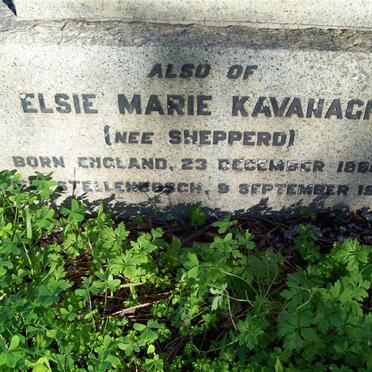 ALSO OF
ELSIE MARIE KAVANAGH
(NEE SHEPPERD)
BORN ENGLAND, 23 DECEMBER
STELLENBOSCH, 9 SEPTEMBER